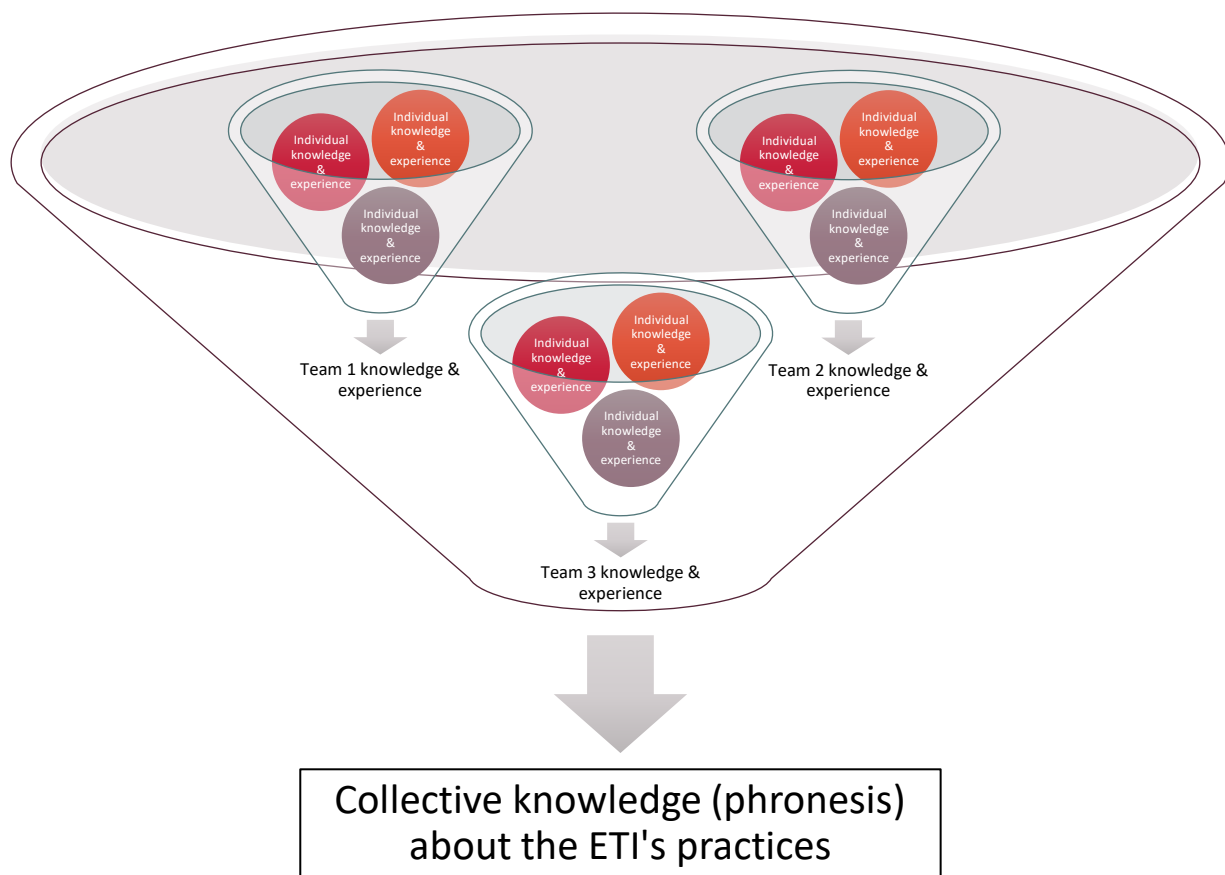 Individual
knowledge
&
experience
Individual
knowledge
&
experience
Individual
knowledge
&
experience
Team 1 knowledge &
experience
Individual
knowledge
&
experience
Individual
knowledge
&
experience
Individual
knowledge
&
experience
Team 2 knowledge &
experience
Individual
knowledge
&
experience
Individual
knowledge
&
experience
Individual
knowledge
&
experience
Team 3 knowledge &
experience
Collective knowledge (phronesis)
about the ETI's practices